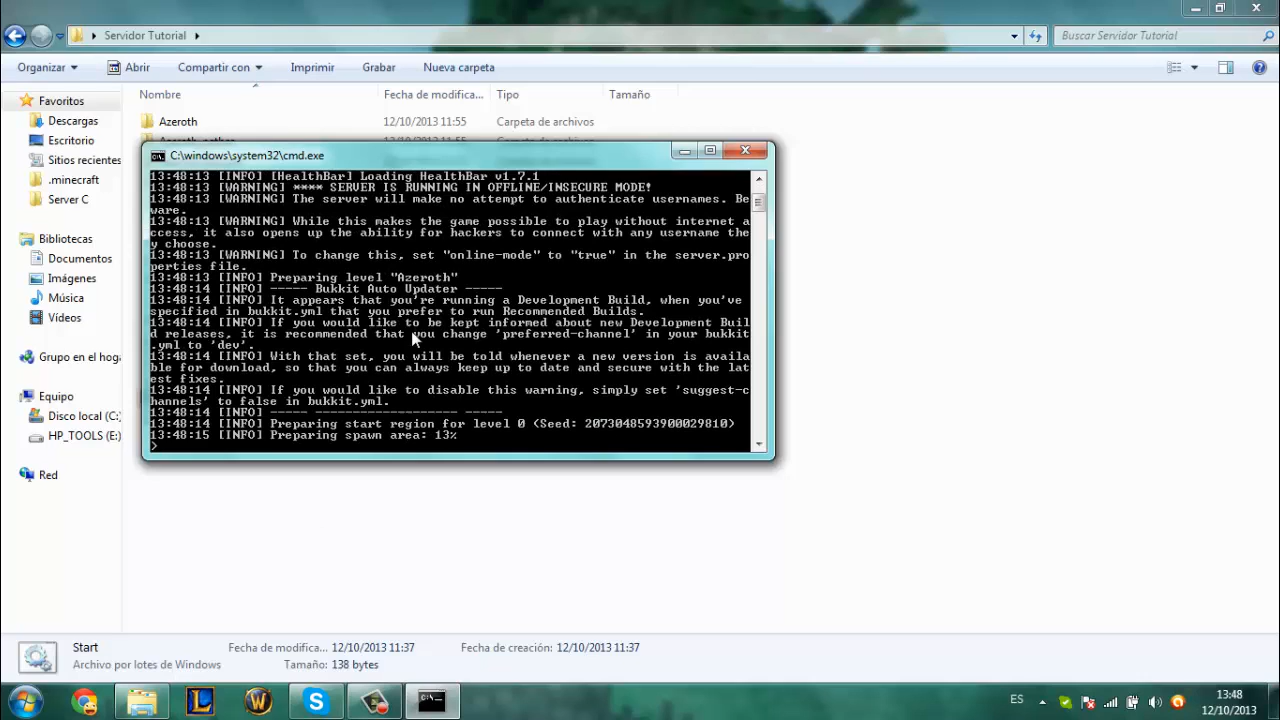 Servidor Tutorial
Buscar Servidor Tutorial
Organizar
Abrir
Compartir con
Imprimir
Grabar
Nueva carpeta
Nombre
Fecha de modifica...
Tipo
Tamaño
Favoritos
Descargas
Escritorio
Sitios recientes
.minecraft
Server C
Bibliotecas
Documentos
Imágenes
Música
Vídeos
Grupo en el hoga
Equipo
Disco local (C:)
HP_TOOLS (E:)
Red
Azeroth
12/10/2013 11:55
Carpeta de archivos
C:\windows\system32\cmd.exe
13:48:13 [INFO] [HealthBar] Loading HealthBar v1.7.1
13:48:13 [WARNING] **** SERVER IS RUNNING IN OFFLINE/INSECURE MODE!
13:48:13 [WARNING] The server will make no attempt to authenticate usernames. Be
ware.
13:48:13 [WARNING] While this makes the game possible to play without internet a
ccess, it also opens up the ability for hackers to connect with any username the
y choose.
13:48:13 [WARNING] To change this, set "online-mode" to "true" in the server.pro
perties file.
13:48:13 [INFO] Preparing level "Azeroth"
13:48:14 [INFO] ----- Bukkit Auto Updater -----
13:48:14 [INFO] It appears that you're running a Development Build, when you've
specified in bukkit.yml that you prefer to run Recommended Builds.
13:48:14 [INFO] If you would like to be kept informed about new Development Buil
d releases, it is recommended that you change 'preferred-channel' in your bukkit
.yml to 'dev'.
13:48:14 [INFO] With that set, you will be told whenever a new version is availa
ble for download, so that you can always keep up to date and secure with the lat
est fixes.
13:48:14 [INFO] If you would like to disable this warning, simply set 'suggest-c
hannels' to false in bukkit.yml.
13:48:14 [INFO] ----- ------------------- -----
13:48:14 [INFO] Preparing start region for level 0 (Seed: 2073048593900029810)
13:48:15 [INFO] Preparing spawn area: 13%
>
Start
Archivo por lotes de Windows
Fecha de modifica... 12/10/2013 11:37
Tamaño: 138 bytes
Fecha de creación: 12/10/2013 11:37
ES
13:48
12/10/2013